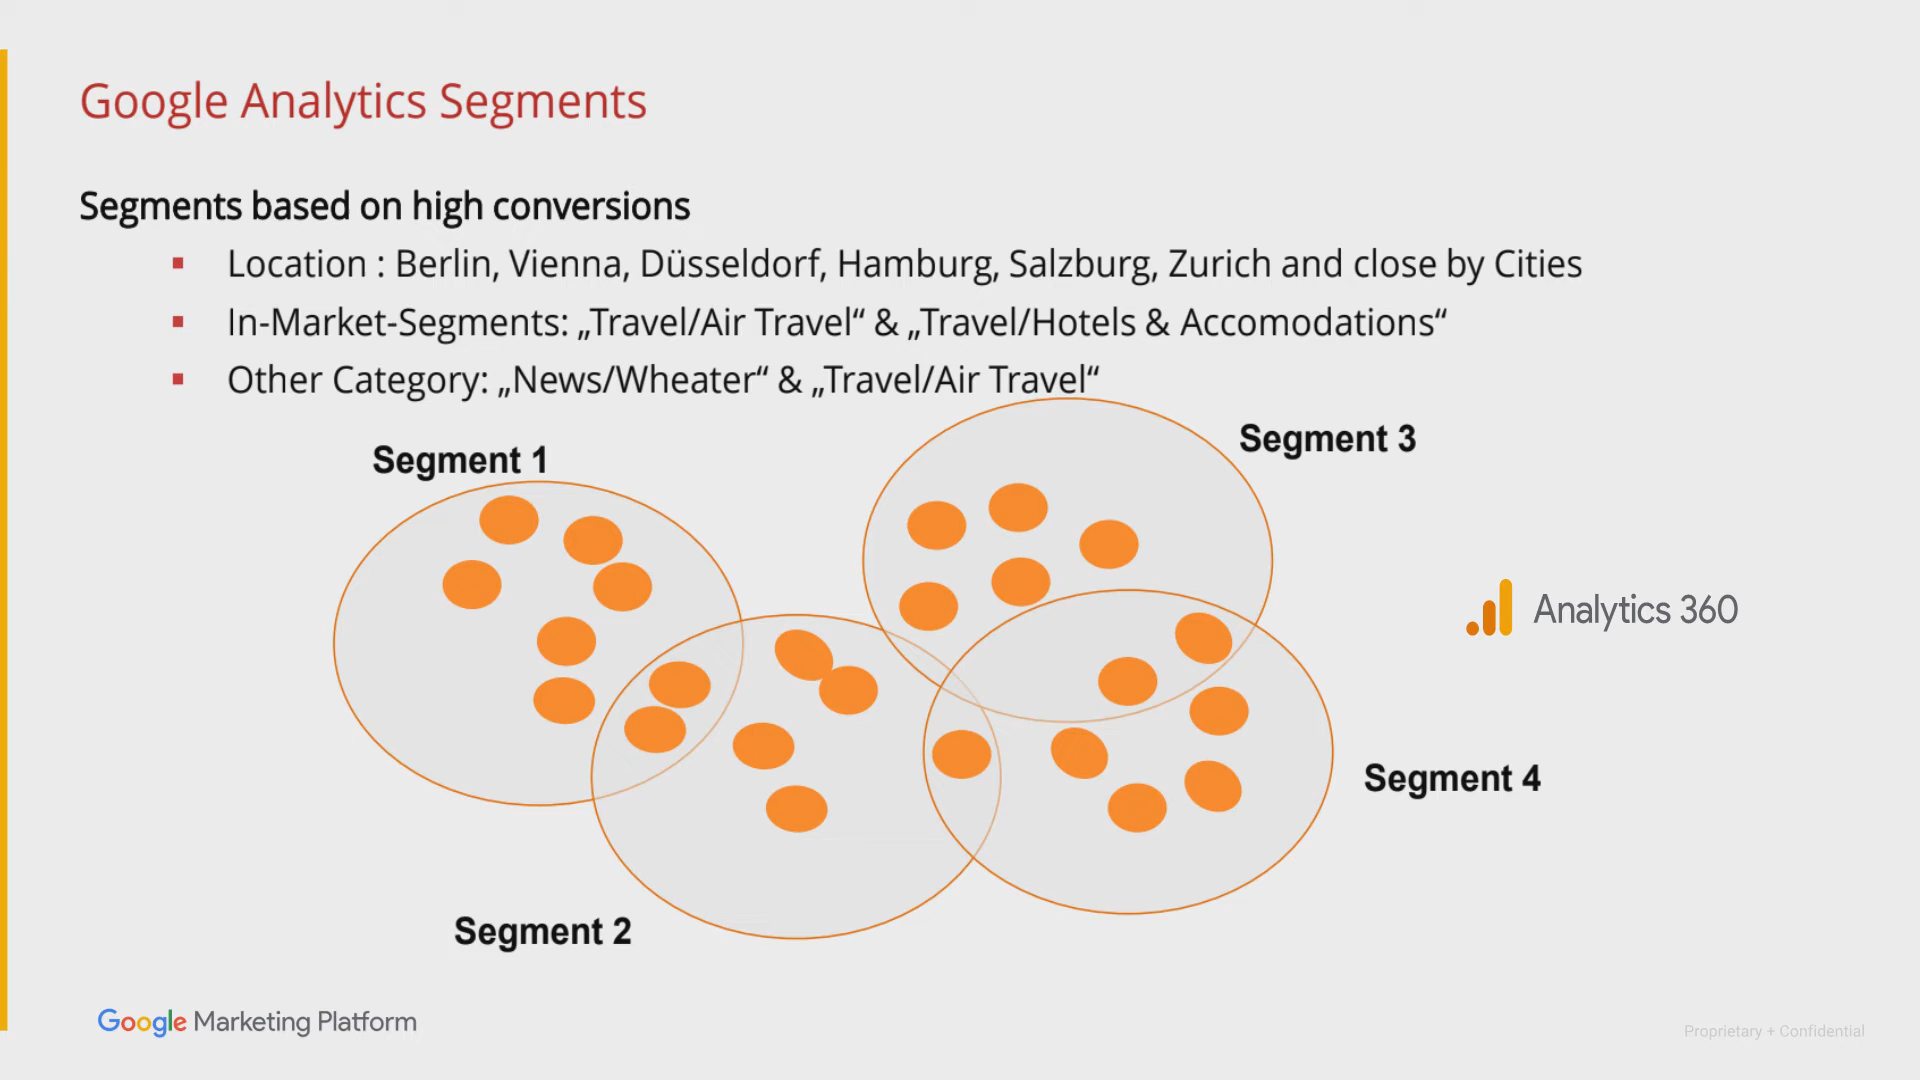 Google Analytics Segments
Segments based on high conversions
▪ Location : Berlin, Vienna, Düsseldorf, Hamburg, Salzburg, Zurich and close by Cities
▪ In-Market-Segments: „Travel/Air Travel“ & „Travel/Hotels & Accomodations“
▪ Other Category: „News/Wheater“ & „Travel/Air Travel“
Segment 1
Segment 3
Analytics 360
Segment 4
Segment 2
Google Marketing Platform
Proprietary + Confidential